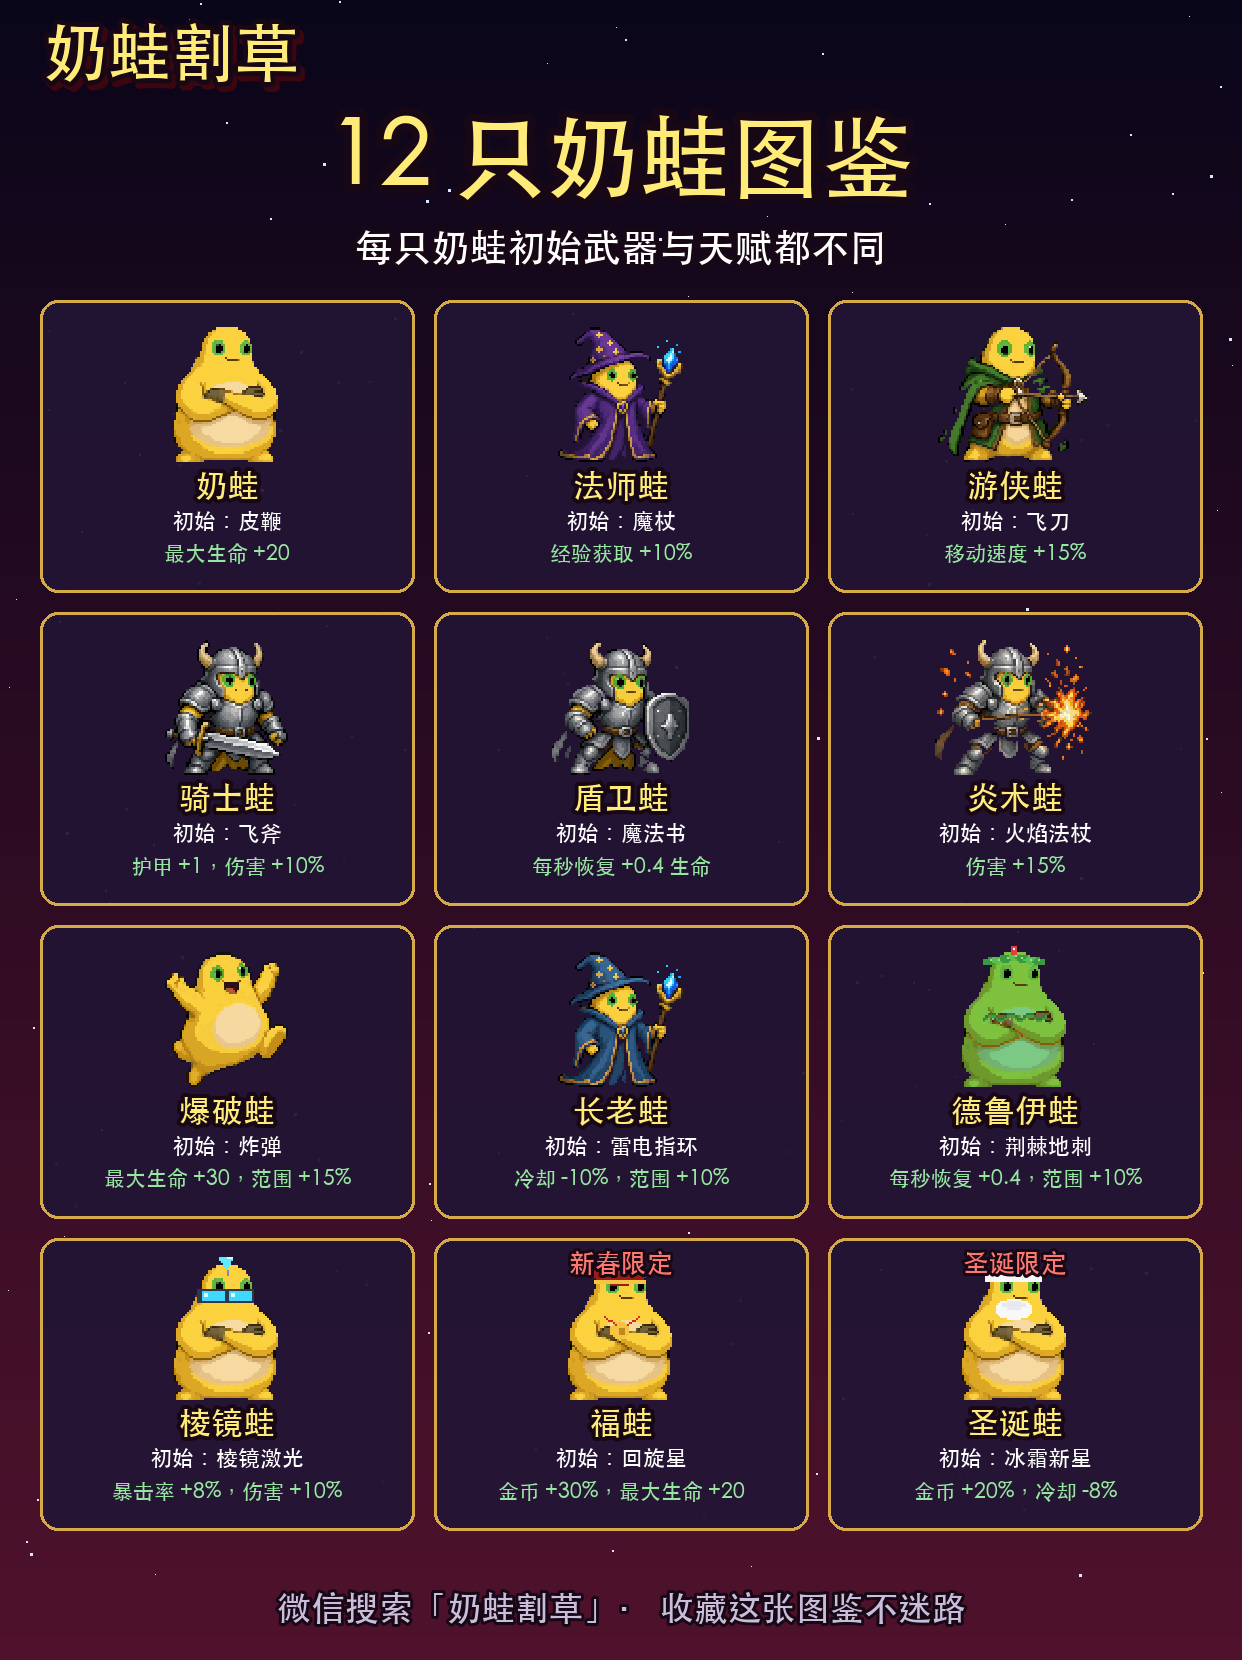 奶蛙割草
12 只奶蛙图鉴
每只奶蛙初始武器与天赋都不同
奶蛙
初始：皮鞭
最大生命 +20
法师蛙
初始：魔杖
经验获取 +10%
游侠蛙
初始：飞刀
移动速度 +15%
骑士蛙
初始：飞斧
护甲 +1，伤害 +10%
盾卫蛙
初始：魔法书
每秒恢复 +0.4 生命
炎术蛙
初始：火焰法杖
伤害 +15%
爆破蛙
初始：炸弹
最大生命 +30，范围 +15%
长老蛙
初始：雷电指环
冷却 -10%，范围 +10%
德鲁伊蛙
初始：荆棘地刺
每秒恢复 +0.4，范围 +10%
棱镜蛙
初始：棱镜激光
暴击率 +8%，伤害 +10%
新春限定
福蛙
初始：回旋星
金币 +30%，最大生命 +20
圣诞限定
圣诞蛙
初始：冰霜新星
金币 +20%，冷却 -8%
微信搜索「奶蛙割草」· 收藏这张图鉴不迷路